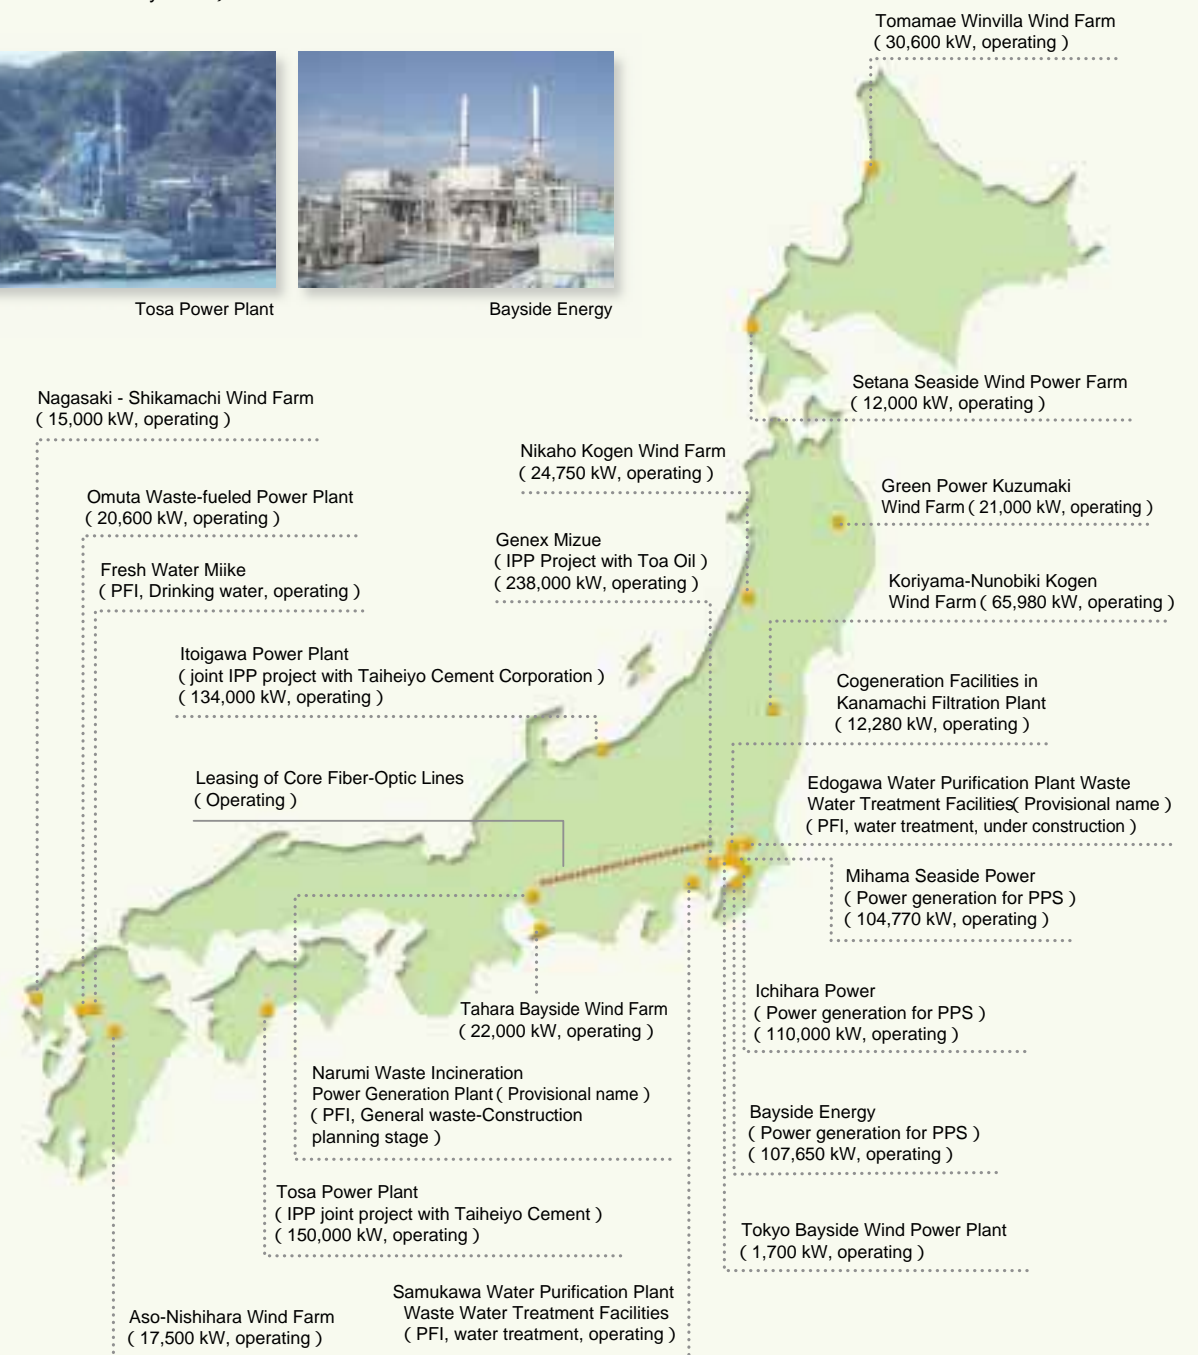 Tomamae Winvilla Wind Farm
( 30,600 kW, operating )
Tosa Power Plant
Bayside Energy
Setana Seaside Wind Power Farm
( 12,000 kW, operating )
Nagasaki - Shikamachi Wind Farm
( 15,000 kW, operating )
Nikaho Kogen Wind Farm
( 24,750 kW, operating )
Green Power Kuzumaki
Wind Farm ( 21,000 kW, operating )
Omuta Waste-fueled Power Plant
( 20,600 kW, operating )
Genex Mizue
( IPP Project with Toa Oil )
( 238,000 kW, operating )
Fresh Water Miike
( PFI, Drinking water, operating )
Koriyama-Nunobiki Kogen
Wind Farm ( 65,980 kW, operating )
Itoigawa Power Plant
( joint IPP project with Taiheiyo Cement Corporation )
( 134,000 kW, operating )
Cogeneration Facilities in
Kanamachi Filtration Plant
( 12,280 kW, operating )
Leasing of Core Fiber-Optic Lines
( Operating )
Edogawa Water Purification Plant Waste
Water Treatment Facilities( Provisional name )
( PFI, water treatment, under construction )
Mihama Seaside Power
( Power generation for PPS )
( 104,770 kW, operating )
Ichihara Power
( Power generation for PPS )
( 110,000 kW, operating )
Tahara Bayside Wind Farm
( 22,000 kW, operating )
Narumi Waste Incineration
Power Generation Plant ( Provisional name )
( PFI, General waste-Construction
planning stage )
Bayside Energy
( Power generation for PPS )
( 107,650 kW, operating )
Tosa Power Plant
( IPP joint project with Taiheiyo Cement )
( 150,000 kW, operating )
Tokyo Bayside Wind Power Plant
( 1,700 kW, operating )
Samukawa Water Purification Plant
Waste Water Treatment Facilities
( PFI, water treatment, operating )
Aso-Nishihara Wind Farm
( 17,500 kW, operating )